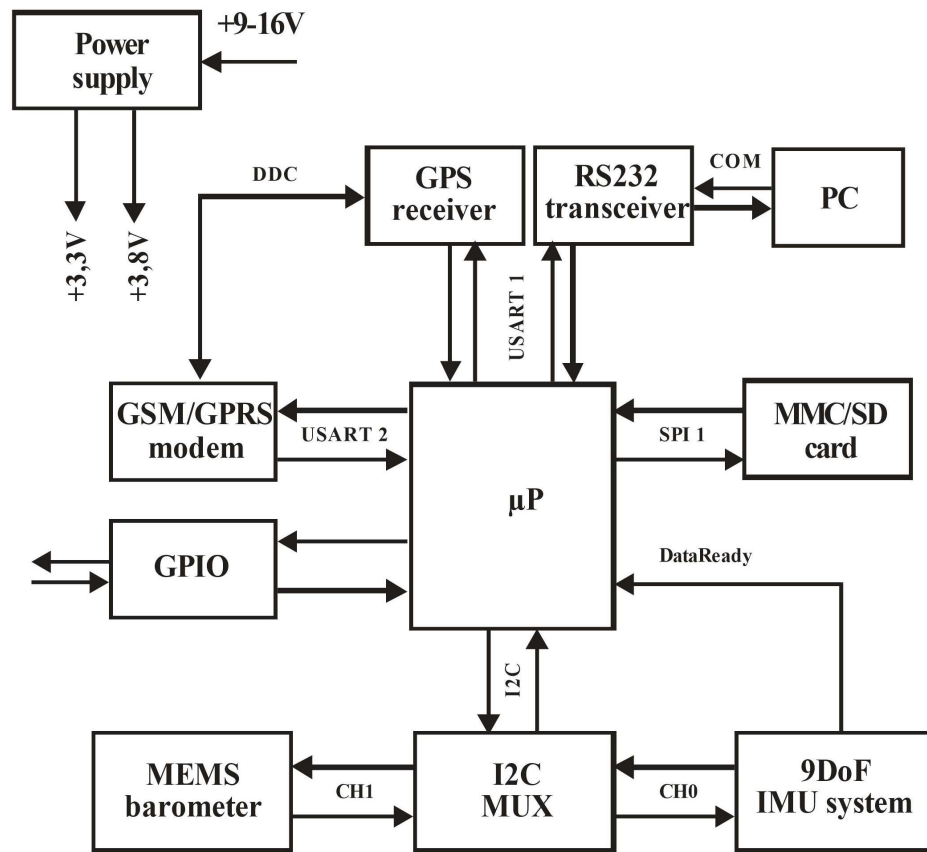 Power
supply
+9-16V
+3,3V
+3,8V
DDC
GPS
receiver
RS232
transceiver
COM
PC
USART 1
GSM/GPRS
modem
USART 2
µP
SPI 1
MMC/SD
card
GPIO
DataReady
I2C
MEMS
barometer
CH1
I2C
MUX
CH0
9DoF
IMU system